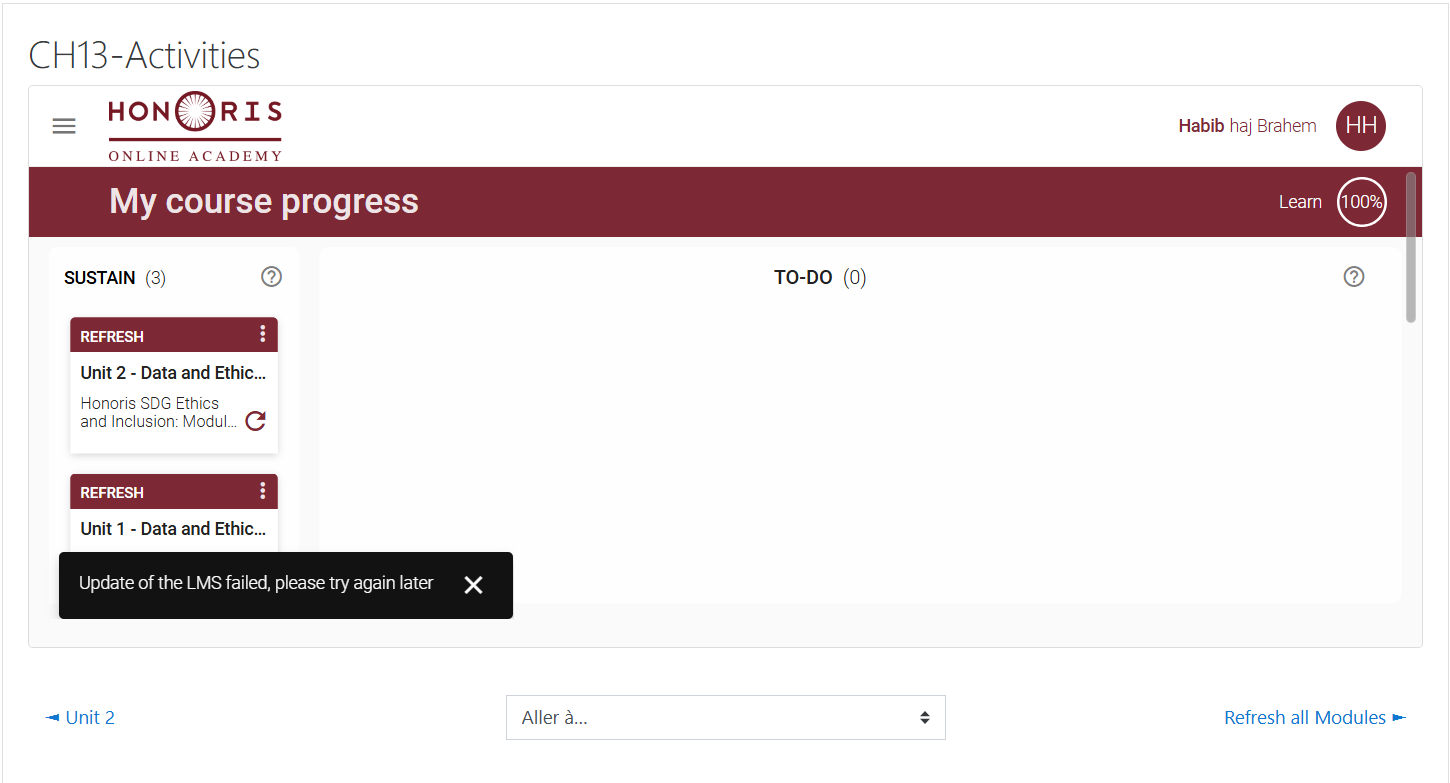 CH13-Activities
HONORIS
ONLINE ACADEMY
Habib haj Brahem
HH
My course progress
Learn
100%
SUSTAIN (3)
?
TO-DO (0)
?
REFRESH
Unit 2 - Data and Ethic...
Honoris SDG Ethics
and Inclusion: Modul...
REFRESH
Unit 1 - Data and Ethic...
Update of the LMS failed, please try again later
◄ Unit 2
Aller à...
Refresh all Modules ►